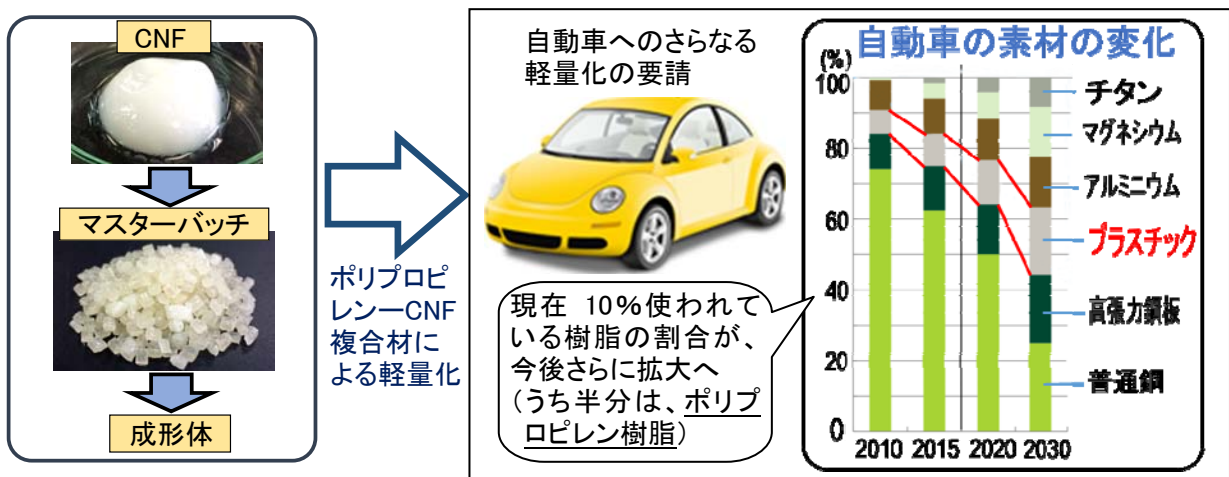 CNF
マスターバッチ
成形体
ポリプロピ
レンーCNF
複合材に
よる軽量化
自動車へのさらなる
軽量化の要請
現在 10%使われて
いる樹脂の割合が、
今後さらに拡大へ
(うち半分は、ポリプ
ロピレン樹脂)
自動車の素材の変化
(%)
100
80
60
40
20
0
2010 2015 2020 2030
チタン
マグネシウム
アルミニウム
プラスチック
高張力鋼板
普通鋼